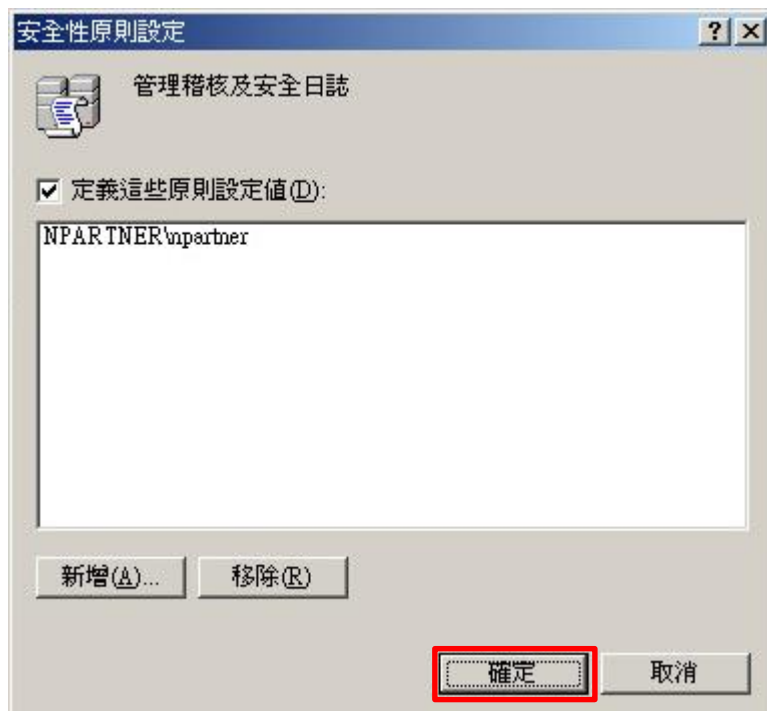 安全性原則設定
管理稽核及安全日誌
定義這些原則設定值(D):
NPARTNER\npartner
新增(A)...
移除(R)
確定
取消